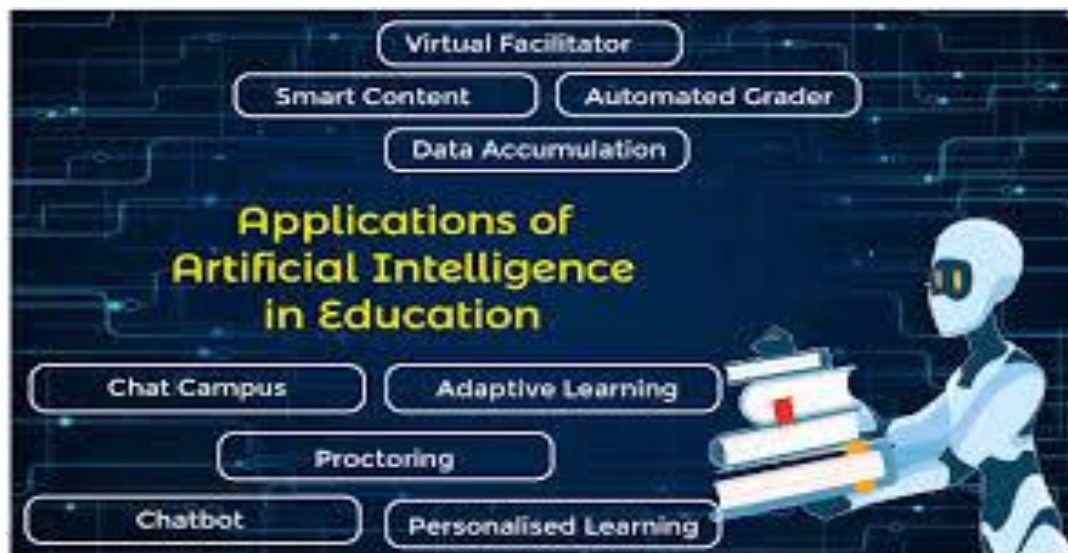 Virtual Facilitator
Smart Content
Automated Grader
Data Accumulation
Applications of
Artificial Intelligence
in Education
Chat Campus
Adaptive Learning
Proctoring
Chatbot
Personalised Learning